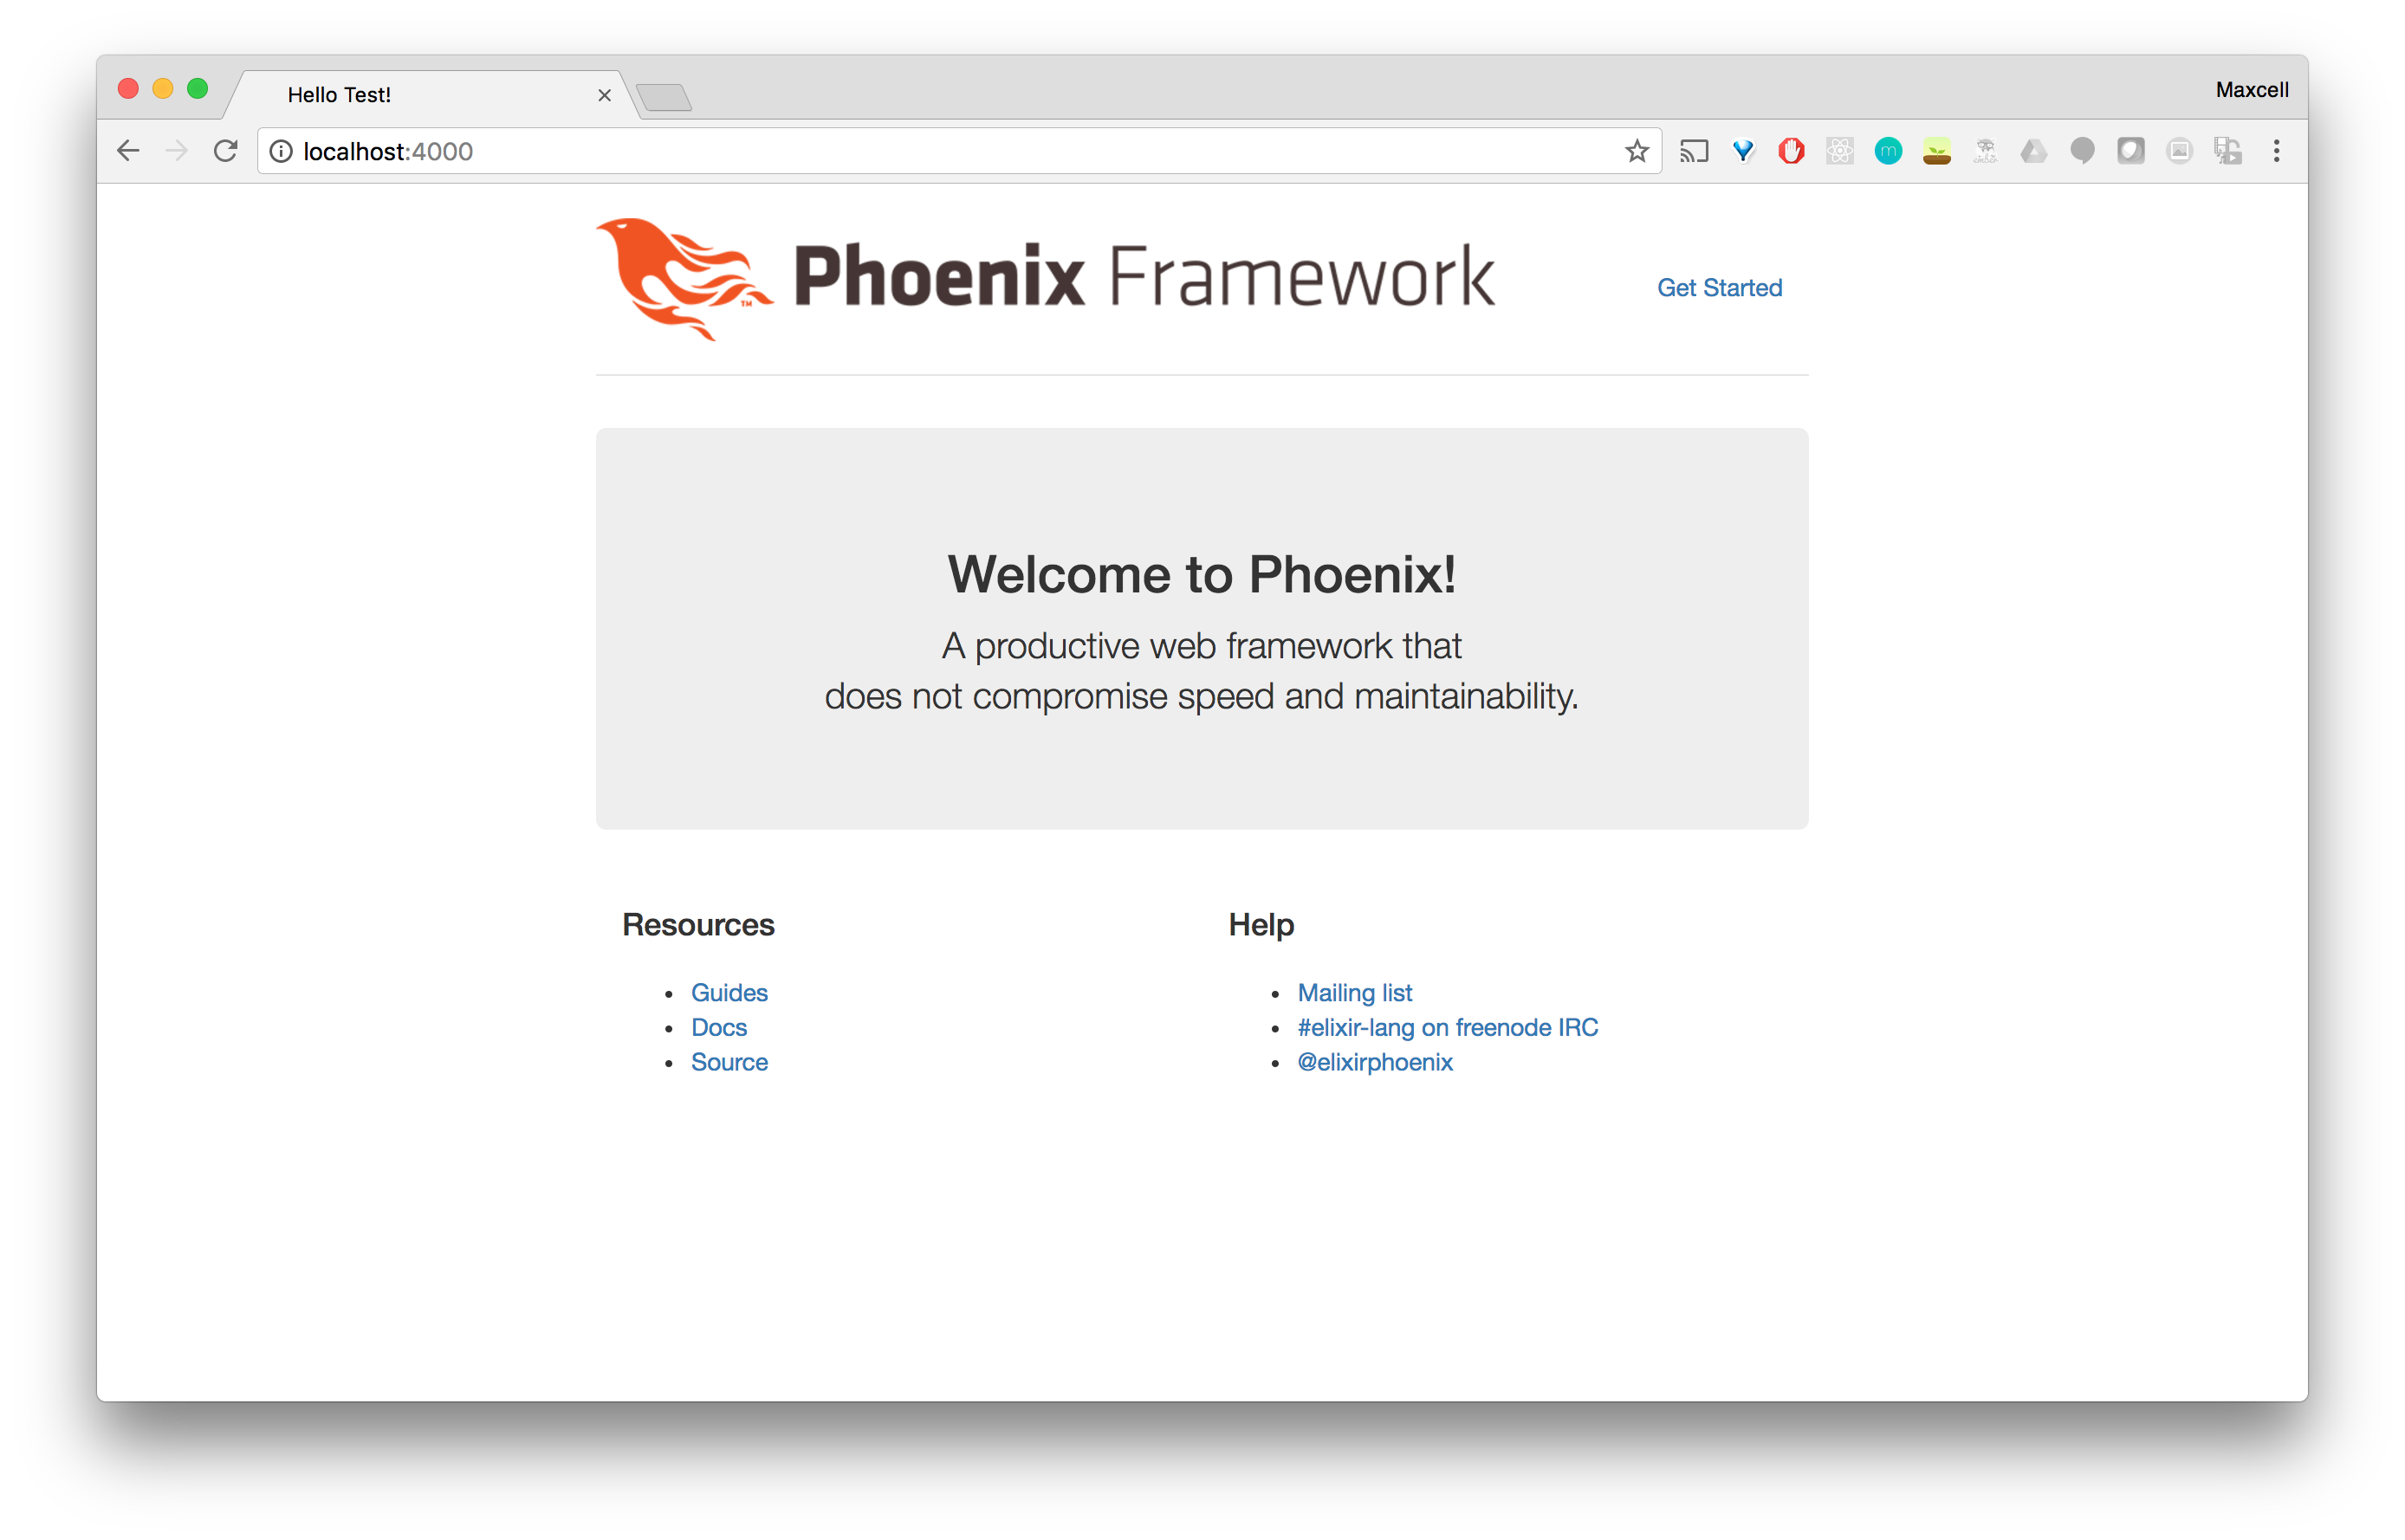 Hello Test!
Maxcell
localhost:4000
Phoenix Framework
TM
Get Started
Welcome to Phoenix!
A productive web framework that
does not compromise speed and maintainability.
Resources
Guides
Docs
Source
Help
Mailing list
#elixir-lang on freenode IRC
@elixirphoenix